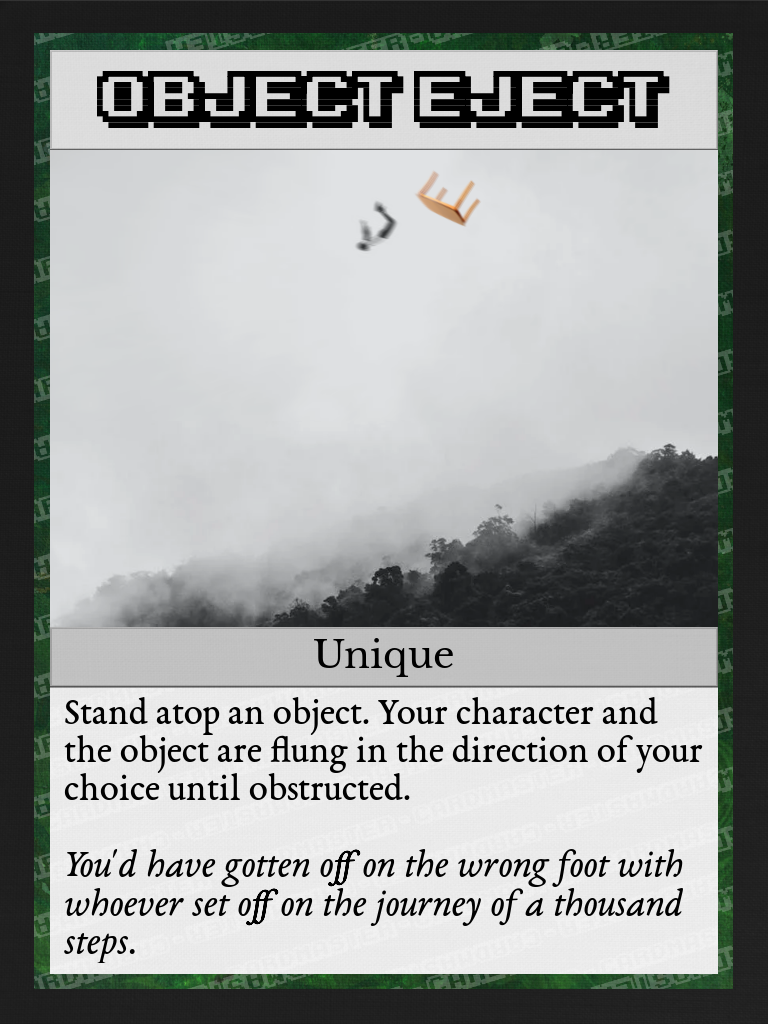 OBJECT EJECT
Unique
Stand atop an object. Your character and
the object are flung in the direction of your
choice until obstructed.
You'd have gotten off on the wrong foot with
whoever set off on the journey of a thousand
steps.